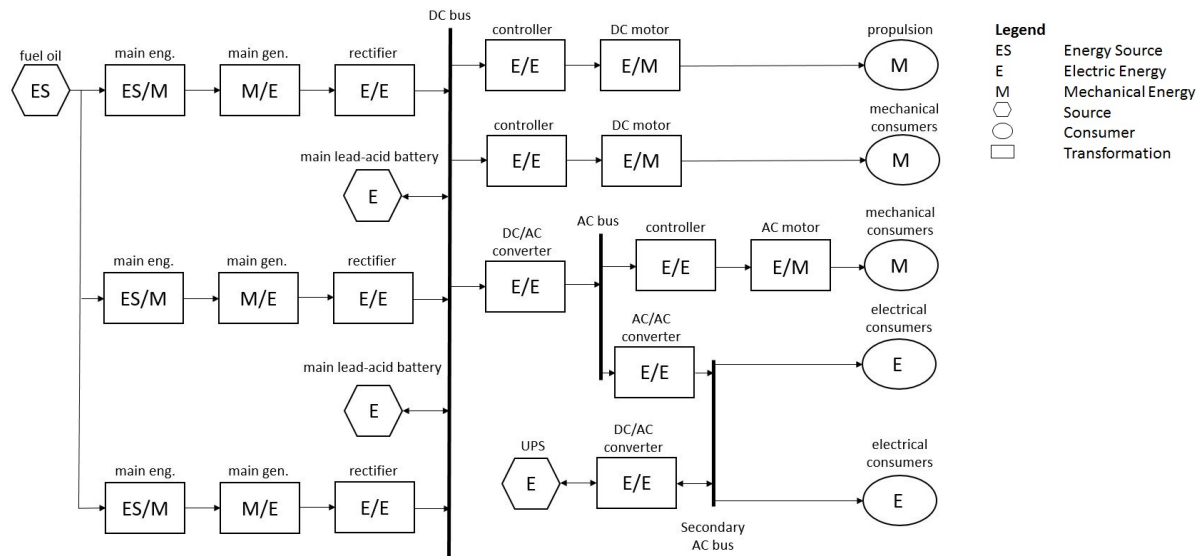 DC bus
fuel oil
ES
main eng.
ES/M
main gen.
M/E
rectifier
E/E
controller
E/E
DC motor
E/M
propulsion
M
Legend
ES Energy Source
E Electric Energy
M Mechanical Energy
Source
Consumer
Transformation
main lead-acid battery
E
controller
E/E
DC motor
E/M
mechanical
consumers
M
main eng.
ES/M
main gen.
M/E
rectifier
E/E
DC/AC
converter
E/E
AC bus
controller
E/E
AC motor
E/M
mechanical
consumers
M
AC/AC
converter
E/E
electrical
consumers
E
main lead-acid battery
E
UPS
E
DC/AC
converter
E/E
electrical
consumers
E
Secondary
AC bus
main eng.
ES/M
main gen.
M/E
rectifier
E/E